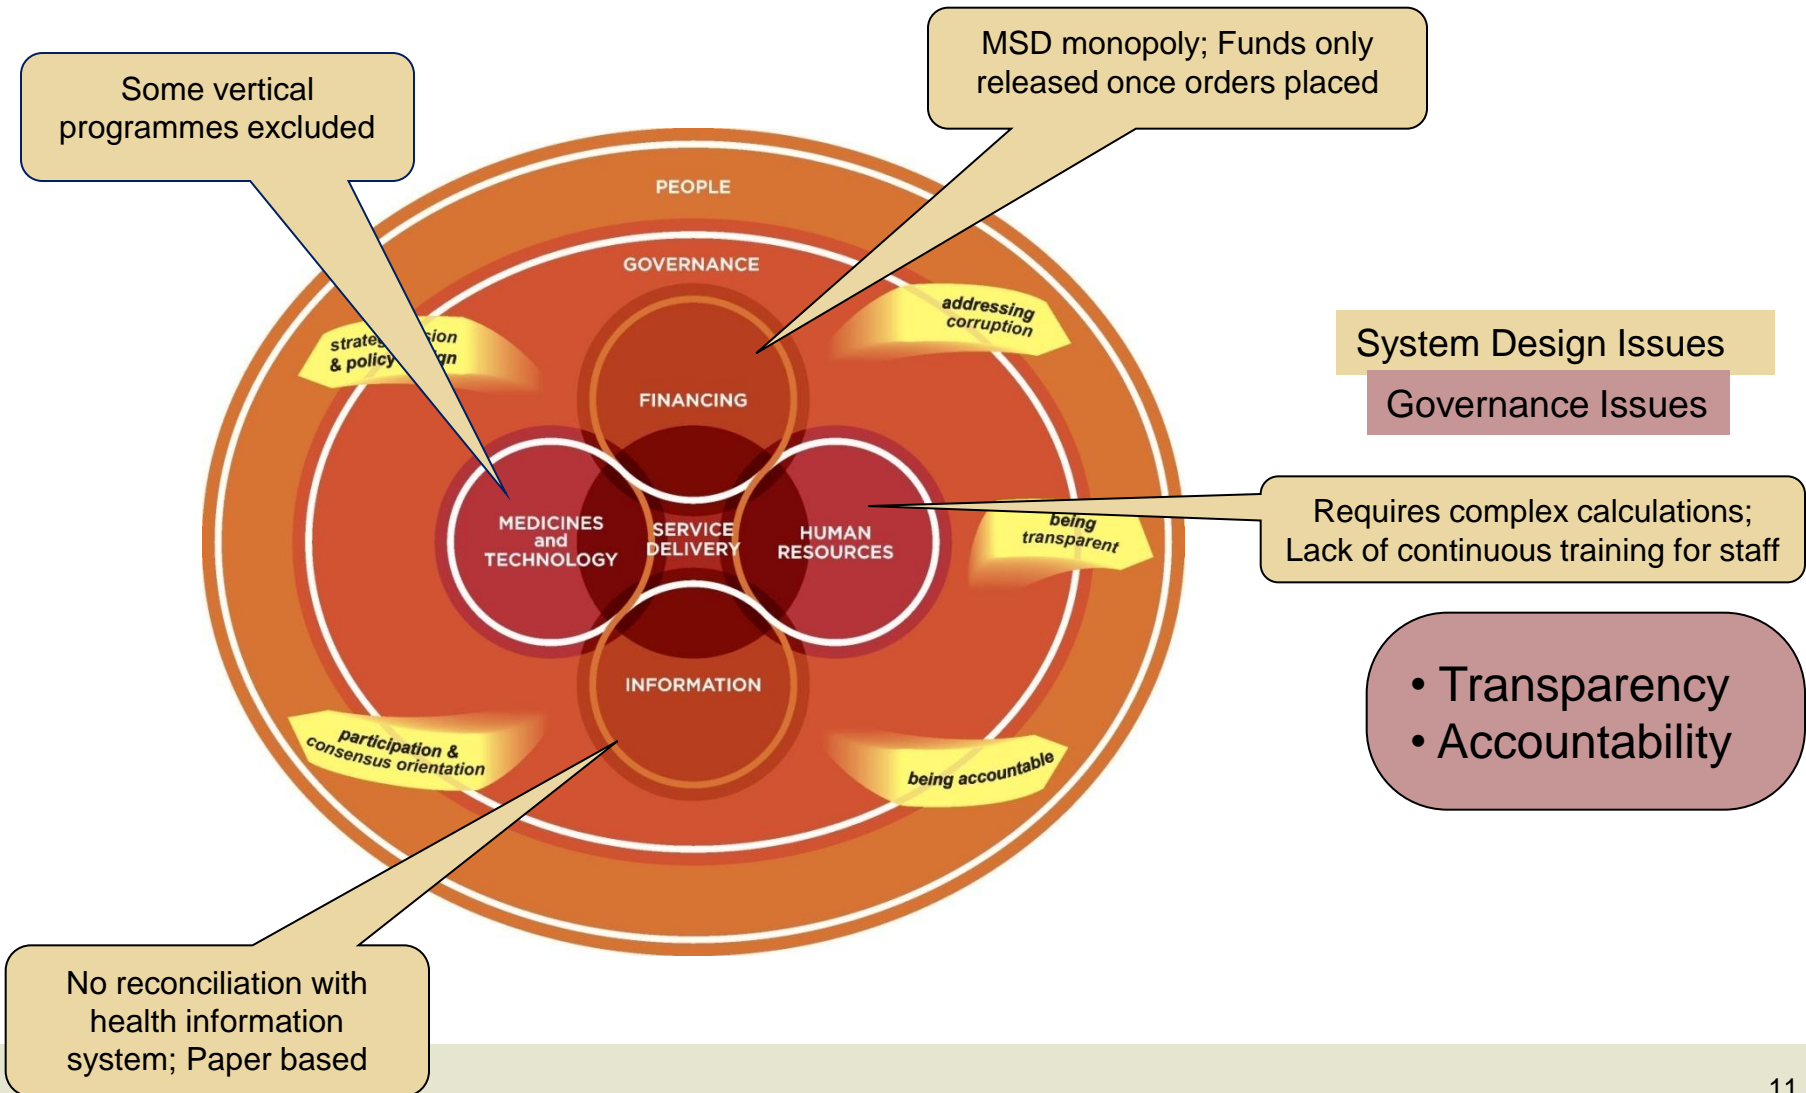 MSD monopoly; Funds only
released once orders placed
Some vertical
programmes excluded
PEOPLE
GOVERNANCE
addressing
corruption
& policy
FINANCING
System Design Issues
Governance Issues
MEDICINES
and
TECHNOLOGY
SERVICE
DELIVERY
HUMAN
RESOURCES
being
transparent
Requires complex calculations;
Lack of continuous training for staff
INFORMATION
• Transparency
• Accountability
participation &
consensus orientation
being accountable
No reconciliation with
health information
system; Paper based
11